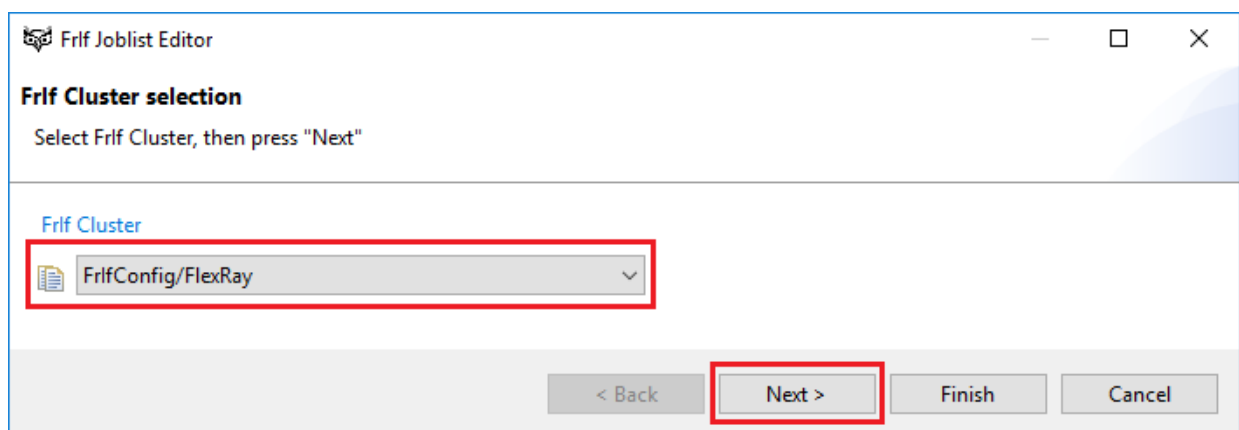 FrIf Joblist Editor
FrIf Cluster selection
Select FrIf Cluster, then press "Next"
FrIf Cluster
FrIfConfig/FlexRay
< Back
Next >
Finish
Cancel